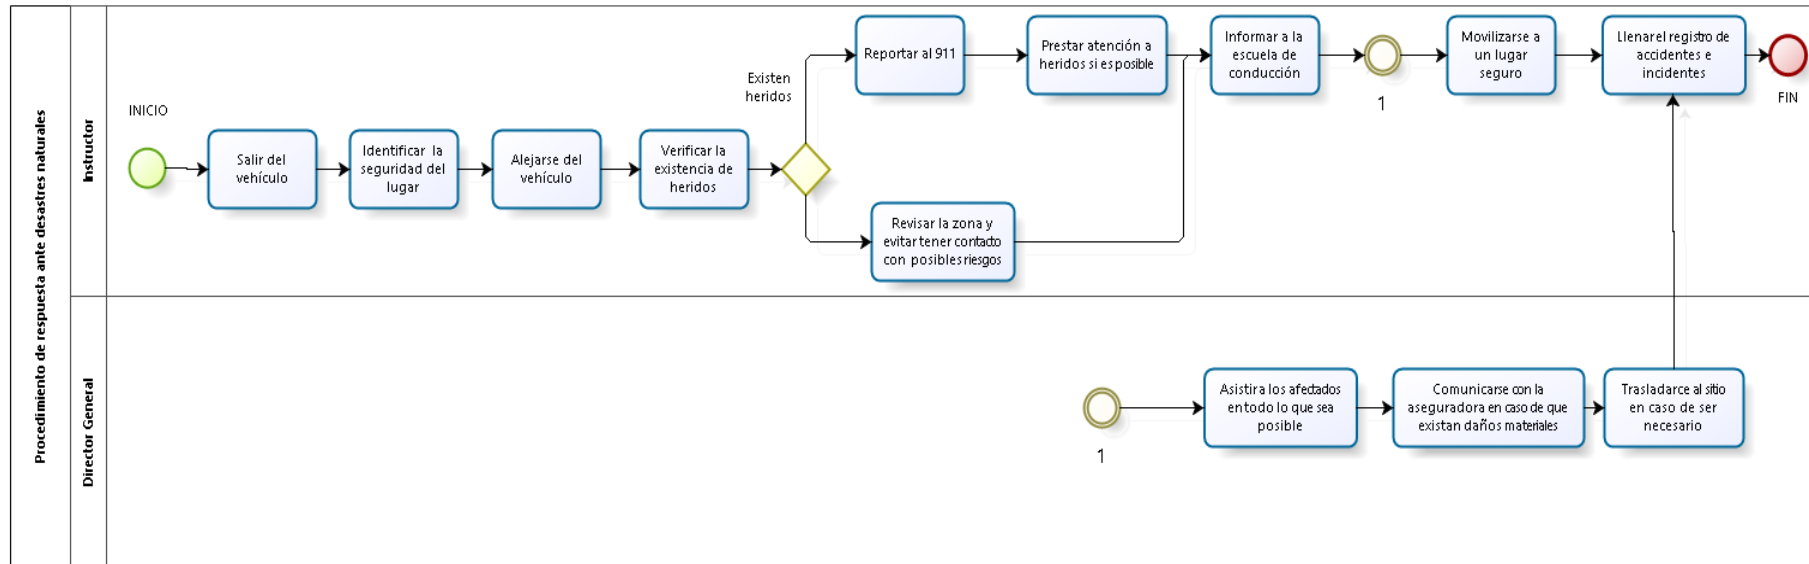 Procedimiento de respuesta ante desastres naturales
Instructor
INICIO
Salir del
vehículo
Identificar la
seguridad del
lugar
Alejarse del
vehículo
Verificar la
existencia de
heridos
Existen
heridos
Reportar al 911
Prestar atención a
heridos si es posible
Revisar la zona y
evitar tener contacto
con posibles riesgos
Informar a la
escuela de
conducción
1
Movilizarse a
un lugar
seguro
Llenar el registro de
accidentes e
incidentes
FIN
Director General
1
Asistir a los afectados
en todo lo que sea
posible
Comunicarse con la
aseguradora en caso de que
existan daños materiales
Trasladarce al sitio
en caso de ser
necesario